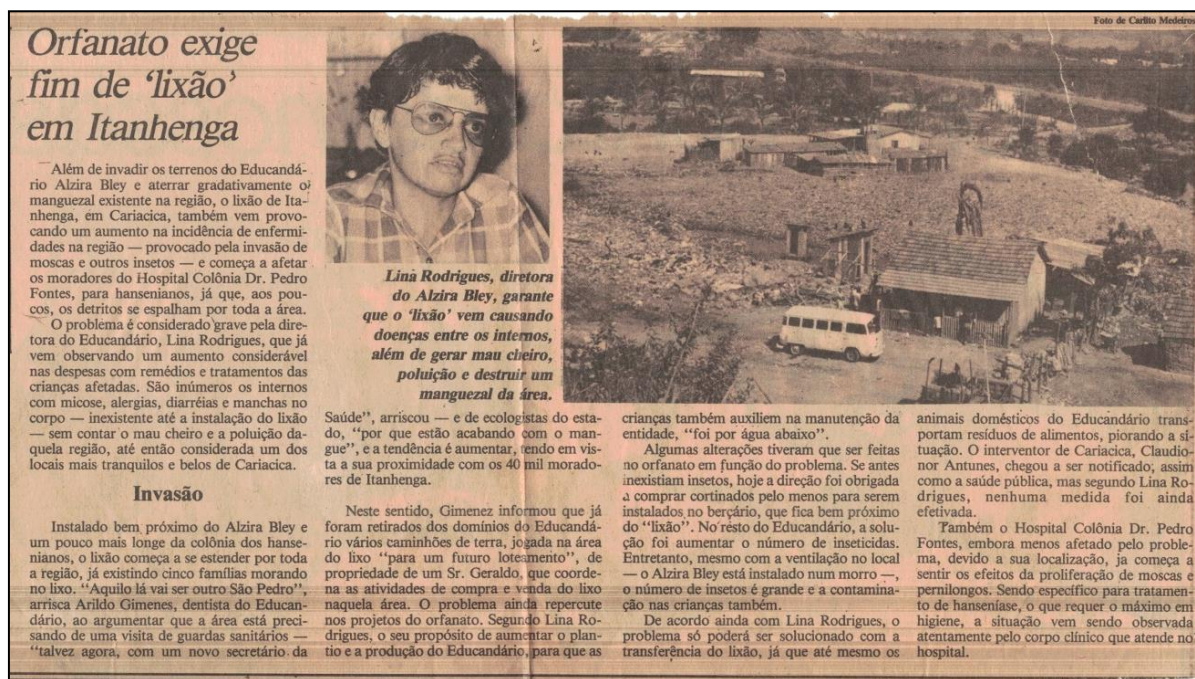 Foto de Carlito Medeiros
Orfanato exige
fim de 'lixão'
em Itanhenga
Além de invadir os terrenos do Educandá-
rio Alzira Bley e aterrar gradativamente o
manguezal existente na região, o lixão de Ita-
nhenga, em Cariacica, também vem provo-
cando um aumento na incidência de enfermi-
dades na região — provocado pela invasão de
moscas e outros insetos — e começa a afetar
os moradores do Hospital Colônia Dr. Pedro
Fontes, para hansenianos, já que, aos pou-
cos, os detritos se espalham por toda a área.
O problema é considerado grave pela dire-
tora do Educandário, Lina Rodrigues, que já
vem observando um aumento considerável
nas despesas com remédios e tratamentos das
crianças afetadas. São inúmeros os internos
com micose, alergias, diarréias e manchas no
corpo — inexistente até a instalação do lixão
— sem contar o mau cheiro e a poluição da-
quela região, até então considerada um dos
locais mais tranquilos e belos de Cariacica.
Invasão
Instalado bem próximo do Alzira Bley e
um pouco mais longe da colônia dos hanse-
nianos, o lixão começa a se estender por toda
a região, já existindo cinco famílias morando
no lixo. "Aquilo lá vai ser outro São Pedro",
arrisca Arildo Gimenes, dentista do Educan-
dário, ao argumentar que a área está preci-
sando de uma visita de guardas sanitários —
"talvez agora, com um novo secretário da
Lina Rodrigues, diretora
do Alzira Bley, garante
que o 'lixão' vem causando
doenças entre os internos,
além de gerar mau cheiro,
poluição e destruir um
manguezal da área.
Saúde", arriscou — e de ecologistas do esta-
do, "por que estão acabando com o man-
gue", e a tendência é aumentar, tendo em vis-
ta a sua proximidade com os 40 mil morado-
res de Itanhenga.
Neste sentido, Gimenez informou que já
foram retirados dos domínios do Educandá-
rio vários caminhões de terra, jogada na área
do lixo "para um futuro loteamento", de
propriedade de um Sr. Geraldo, que coorde-
na as atividades de compra e venda do lixo
naquela área. O problema ainda repercute
nos projetos do orfanato. Segundo Lina Ro-
drigues, o seu propósito de aumentar o plan-
tio e a produção do Educandário, para que as
crianças também auxiliem na manutenção da
entidade, "foi por água abaixo".
Algumas alterações tiveram que ser feitas
no orfanato em função do problema. Se antes
inexistiam insetos, hoje a direção foi obrigada
a comprar cortinados pelo menos para serem
instalados no berçário, que fica bem próximo
do "lixão". No resto do Educandário, a solu-
ção foi aumentar o número de inseticidas.
Entretanto, mesmo com a ventilação no local
— o Alzira Bley está instalado num morro —,
o número de insetos é grande e a contamina-
ção nas crianças também.
De acordo ainda com Lina Rodrigues, o
problema só poderá ser solucionado com a
transferência do lixão, já que até mesmo os
animais domésticos do Educandário trans-
portam resíduos de alimentos, piorando a si-
tuação. O interventor de Cariacica, Claudio-
nor Antunes, chegou a ser notificado, assim
como a saúde pública, mas segundo Lina Ro-
drigues, nenhuma medida foi ainda
efetivada.
Também o Hospital Colônia Dr. Pedro
Fontes, embora menos afetado pelo proble-
ma, devido a sua localização, já começa a
sentir os efeitos da proliferação de moscas e
pernilongos. Sendo específico para tratamen-
to de hanseníase, o que requer o máximo em
higiene, a situação vem sendo observada
atentamente pelo corpo clínico que atende no
hospital.